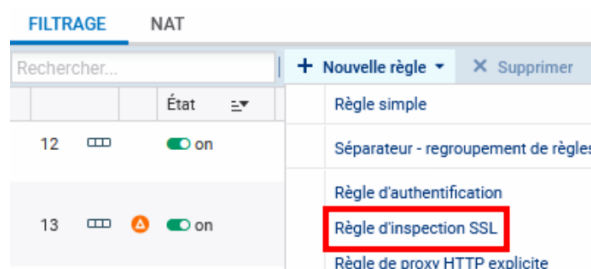 FILTRAGE NAT
Rechercher... + Nouvelle règle Supprimer
État Règle simple
12 on Séparateur - regroupement de règles
Règle d'authentification
13 on Règle d'inspection SSL
Règle de proxy HTTP explicite